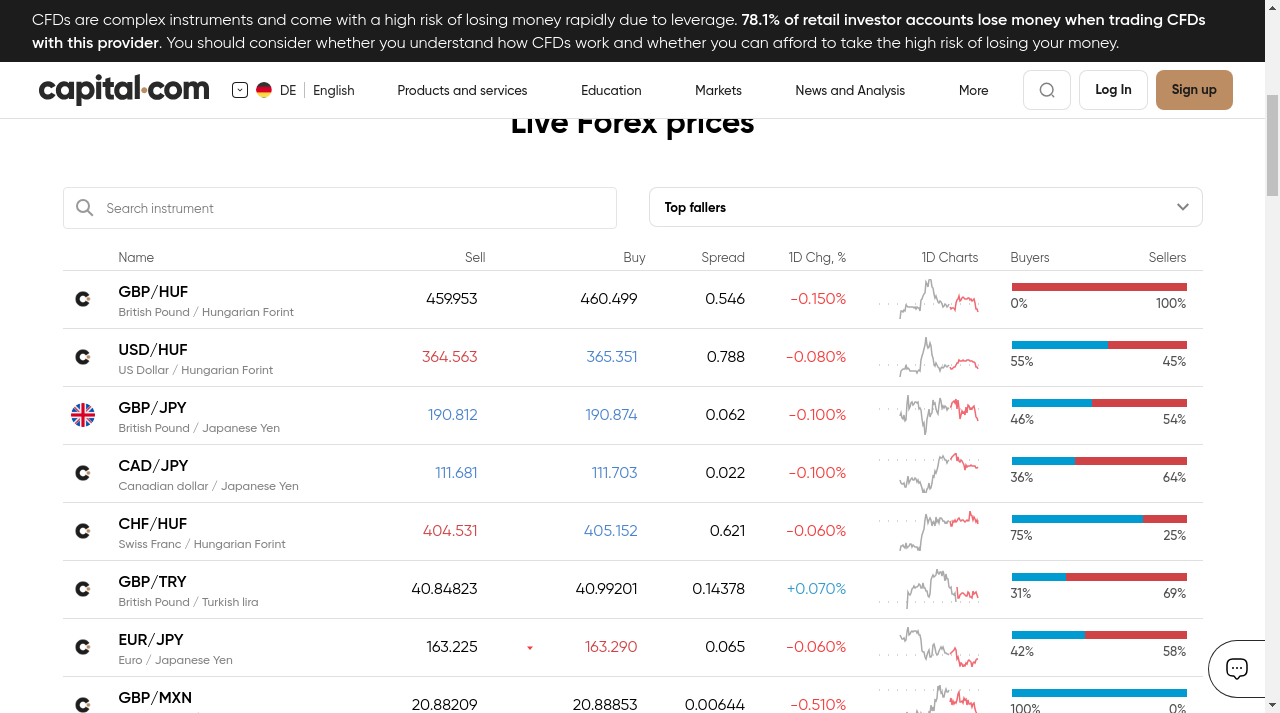 CFDs are complex instruments and come with a high risk of losing money rapidly due to leverage. 78.1% of retail investor accounts lose money when trading CFDs
with this provider. You should consider whether you understand how CFDs work and whether you can afford to take the high risk of losing your money.
capital.com DE English Products and services Education Markets News and Analysis More Log In Sign up
Live Forex prices
Search instrument Top fallers
Name Sell Buy Spread 1D Chg, % 1D Charts Buyers Sellers
GBP/HUF 459.953 460.499 0.546 -0.150%
British Pound / Hungarian Forint 0% 100%
USD/HUF 364.563 365.351 0.788 -0.080%
US Dollar / Hungarian Forint 55% 45%
GBP/JPY 190.812 190.874 0.062 -0.100%
British Pound / Japanese Yen 46% 54%
CAD/JPY 111.681 111.703 0.022 -0.100%
Canadian dollar / Japanese Yen 36% 64%
CHF/HUF 404.531 405.152 0.621 -0.060%
Swiss Franc / Hungarian Forint 75% 25%
GBP/TRY 40.84823 40.99201 0.14378 +0.070%
British Pound / Turkish lira 31% 69%
EUR/JPY 163.225 163.290 0.065 -0.060%
Euro / Japanese Yen 42% 58%
GBP/MXN 20.88209 20.88853 0.00644 -0.510%
100% 0%